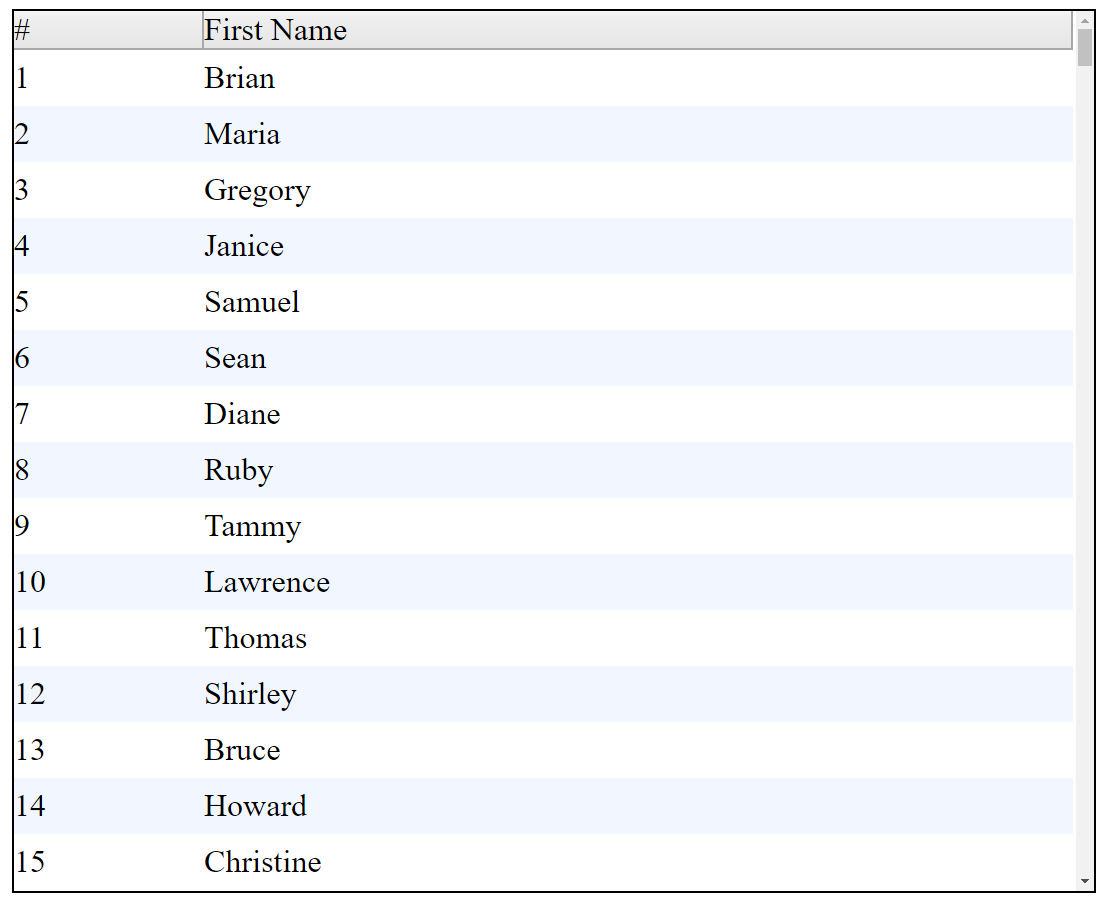 # First Name
1 Brian
2 Maria
3 Gregory
4 Janice
5 Samuel
6 Sean
7 Diane
8 Ruby
9 Tammy
10 Lawrence
11 Thomas
12 Shirley
13 Bruce
14 Howard
15 Christine